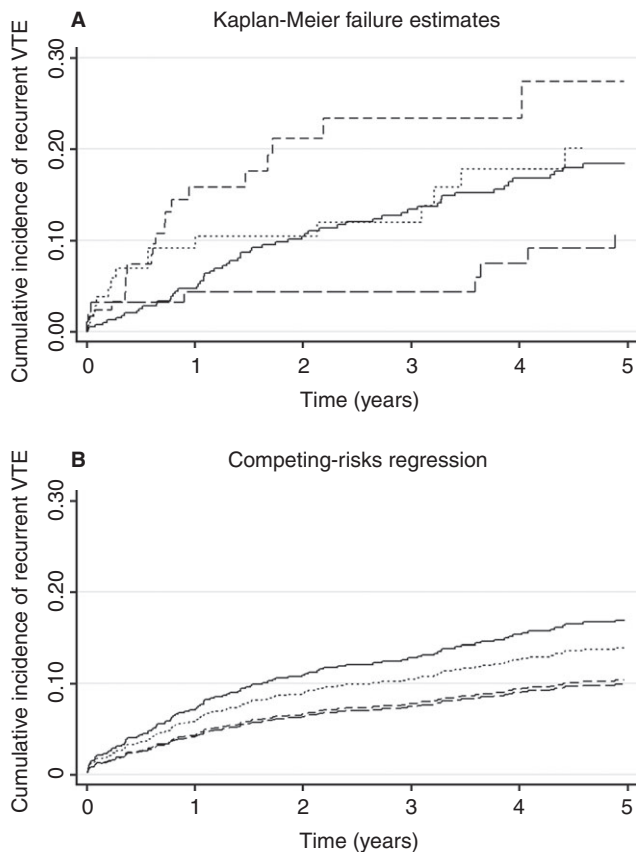 A Kaplan-Meier failure estimates
Cumulative incidence of recurrent VTE
0.30
0.20
0.10
0.00
0 1 2 3 4 5
Time (years)
B Competing-risks regression
Cumulative incidence of recurrent VTE
0.30
0.20
0.10
0
0 1 2 3 4 5
Time (years)